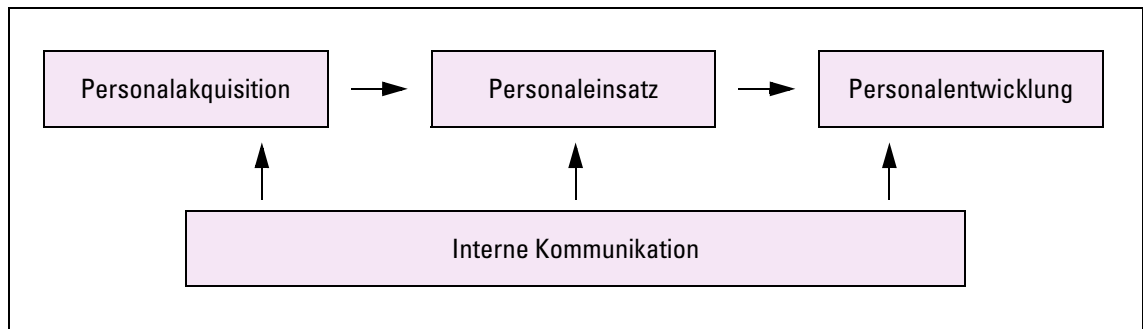 Personalakquisition
Personaleinsatz
Personalentwicklung
Interne Kommunikation